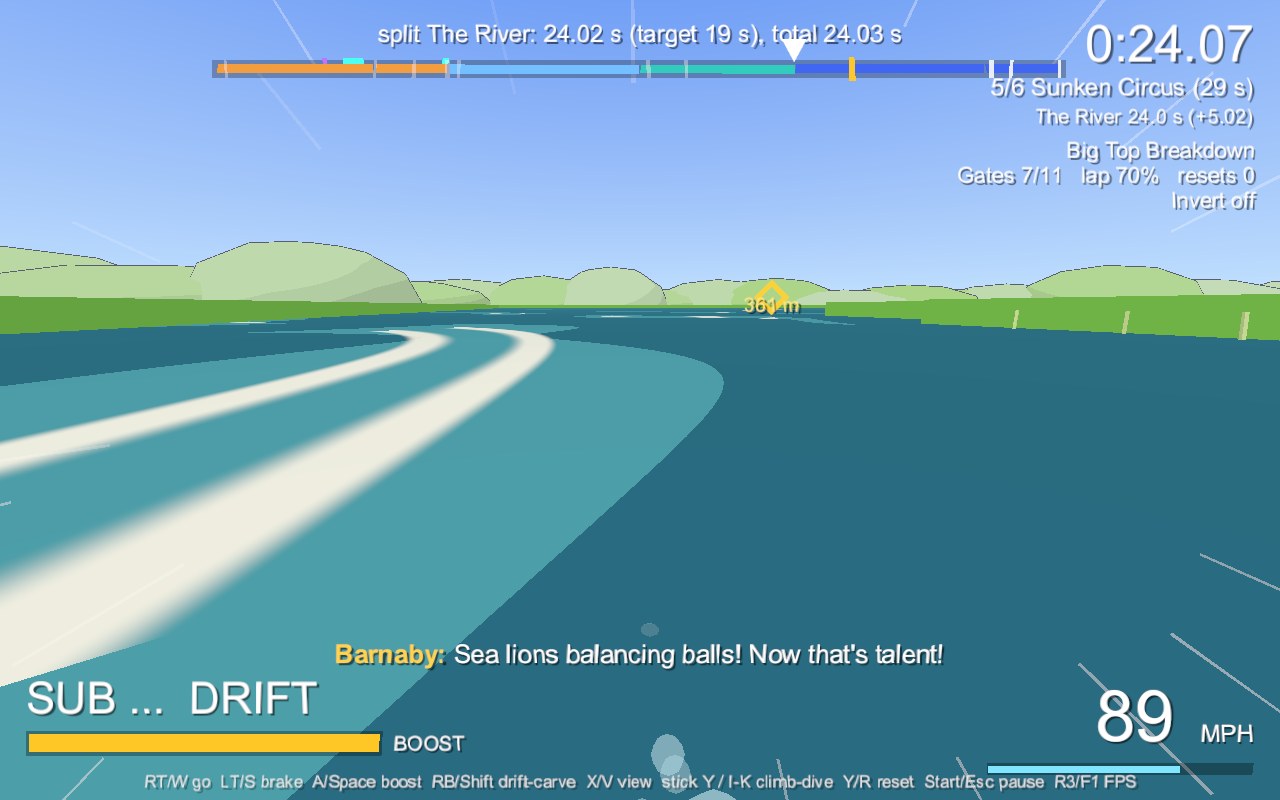 split The River: 24.02 s (target 19 s), total 24.03 s
0:24.07
5/6 Sunken Circus (29 s)
The River 24.0 s (+5.02)
Big Top Breakdown
Gates 7/11 lap 70% resets 0
Invert off
361 m
Barnaby: Sea lions balancing balls! Now that's talent!
SUB ... DRIFT
BOOST
89 MPH
RT/W go LT/S brake A/Space boost RB/Shift drift-carve X/V view stick Y / I-K climb-dive Y/R reset Start/Esc pause R3/F1 FPS